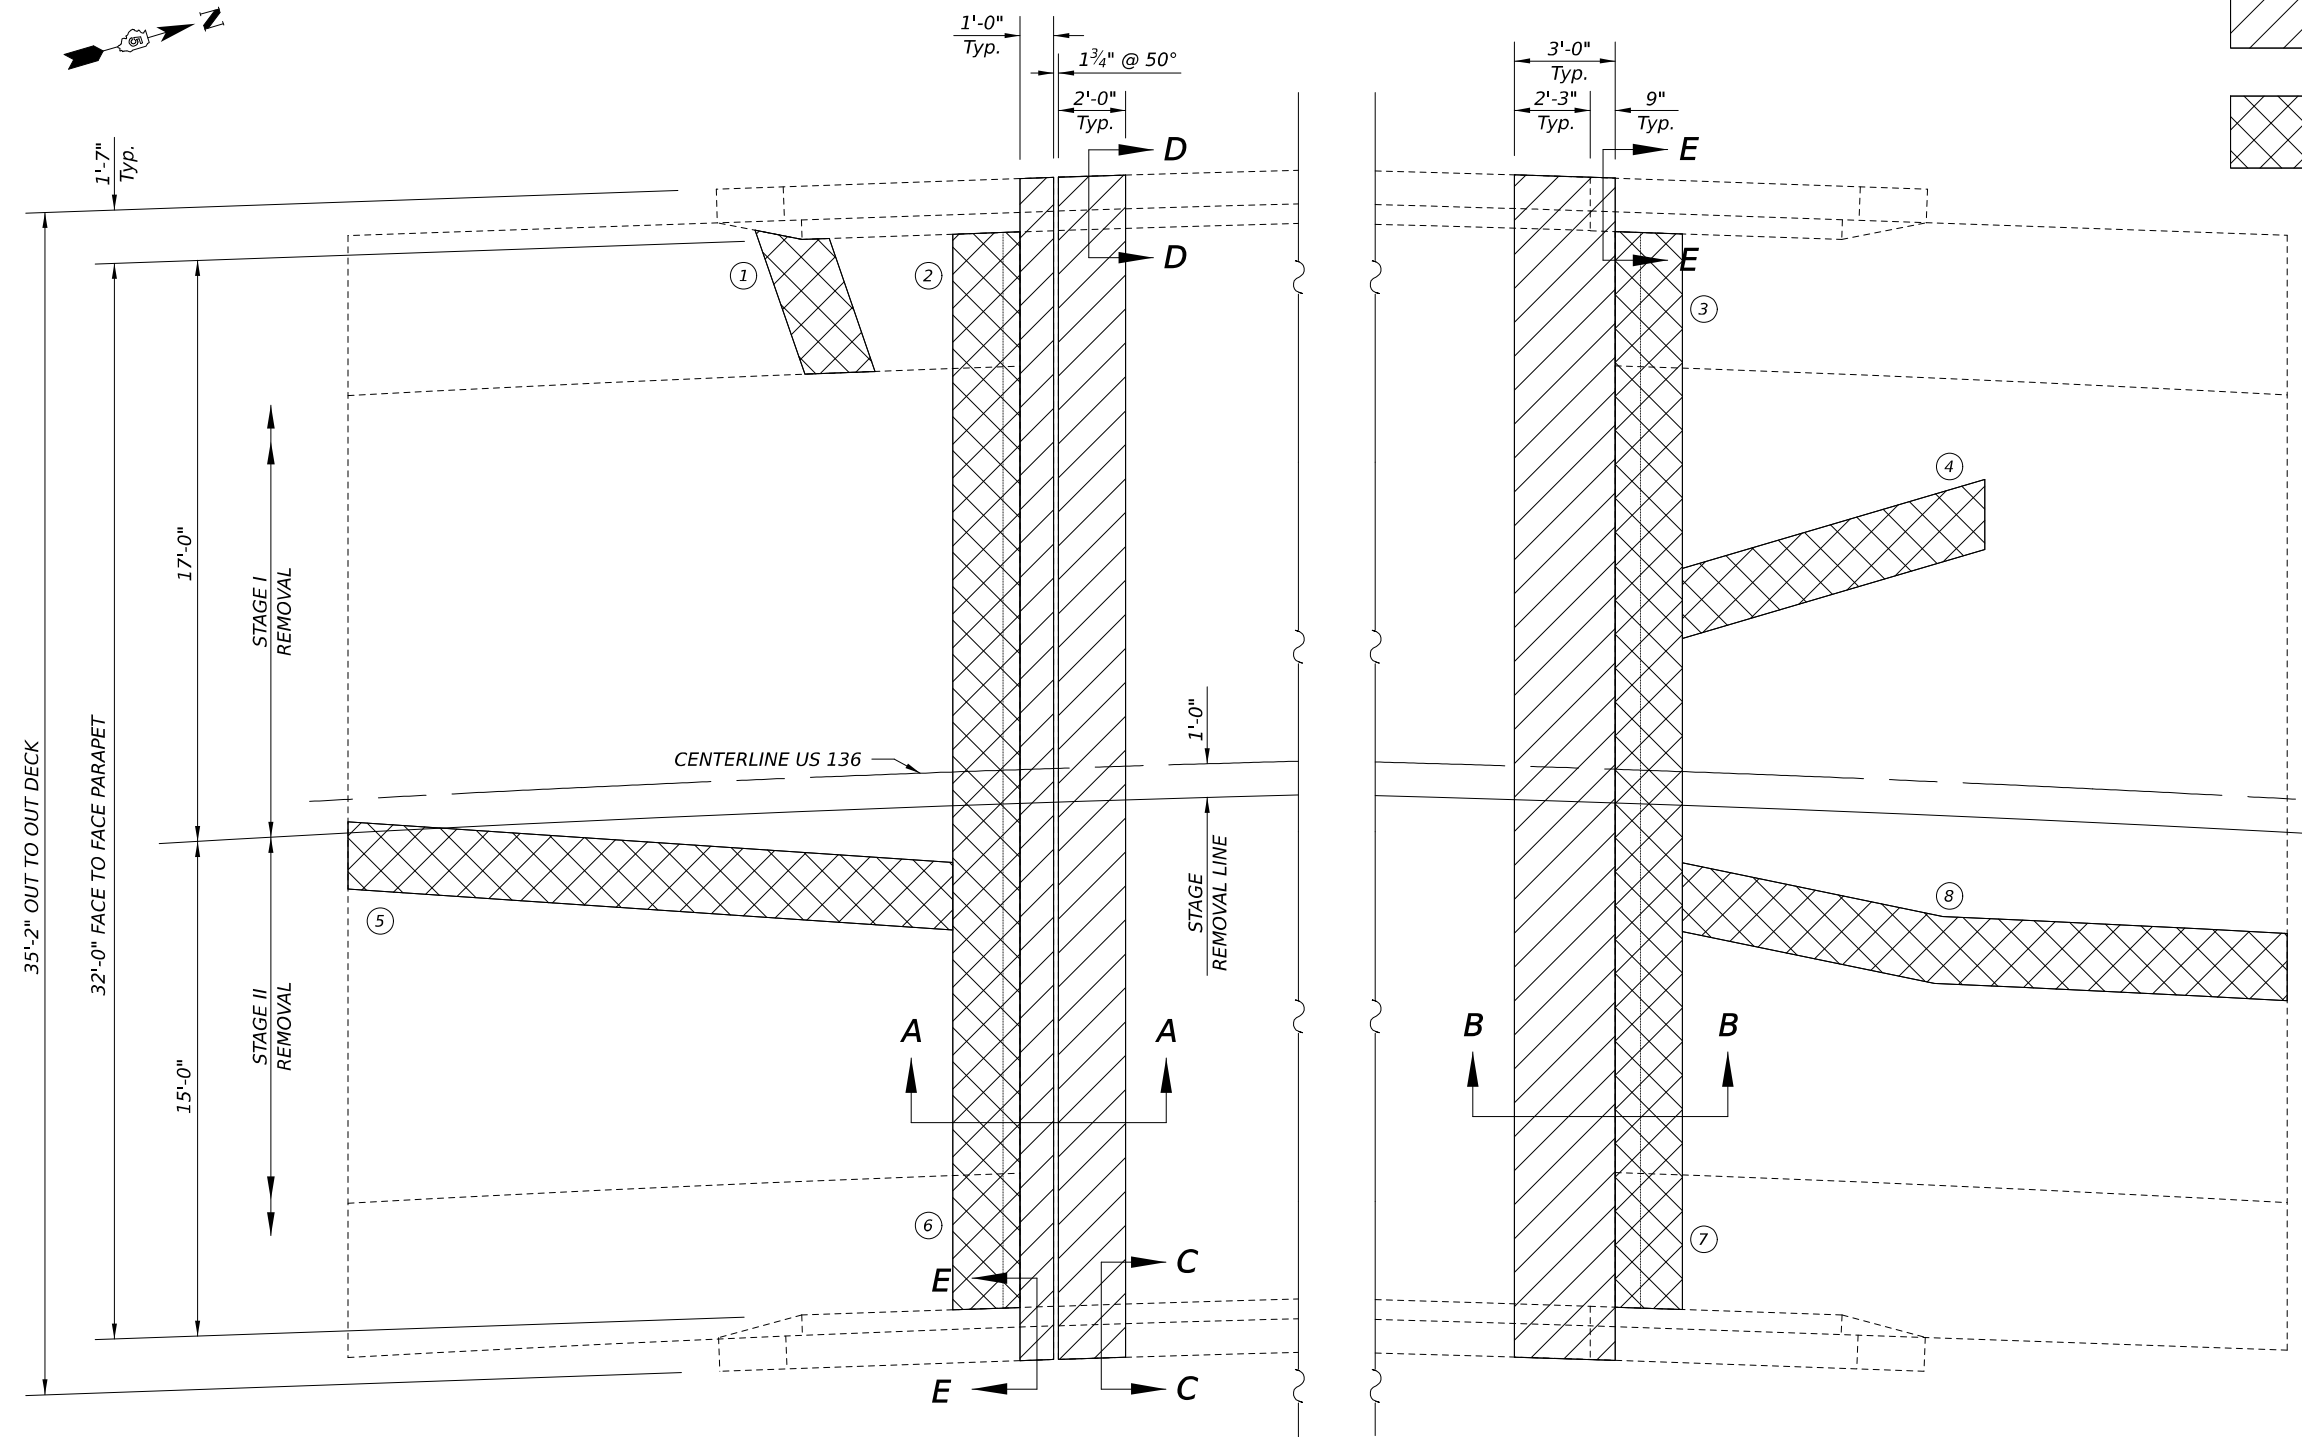 N
1'-0"
Typ.
1¾" @ 50°
2'-0"
Typ.
3'-0"
Typ.
2'-3"
Typ.
9"
Typ.
1'-7"
Typ.
D
D
E
E
1
2
3
4
17'-0"
STAGE I
REMOVAL
35'-2" OUT TO OUT DECK
32'-0" FACE TO FACE PARAPET
CENTERLINE US 136
1'-0"
STAGE
REMOVAL LINE
5
8
STAGE II
REMOVAL
15'-0"
A
A
B
B
6
7
E
C
E
C